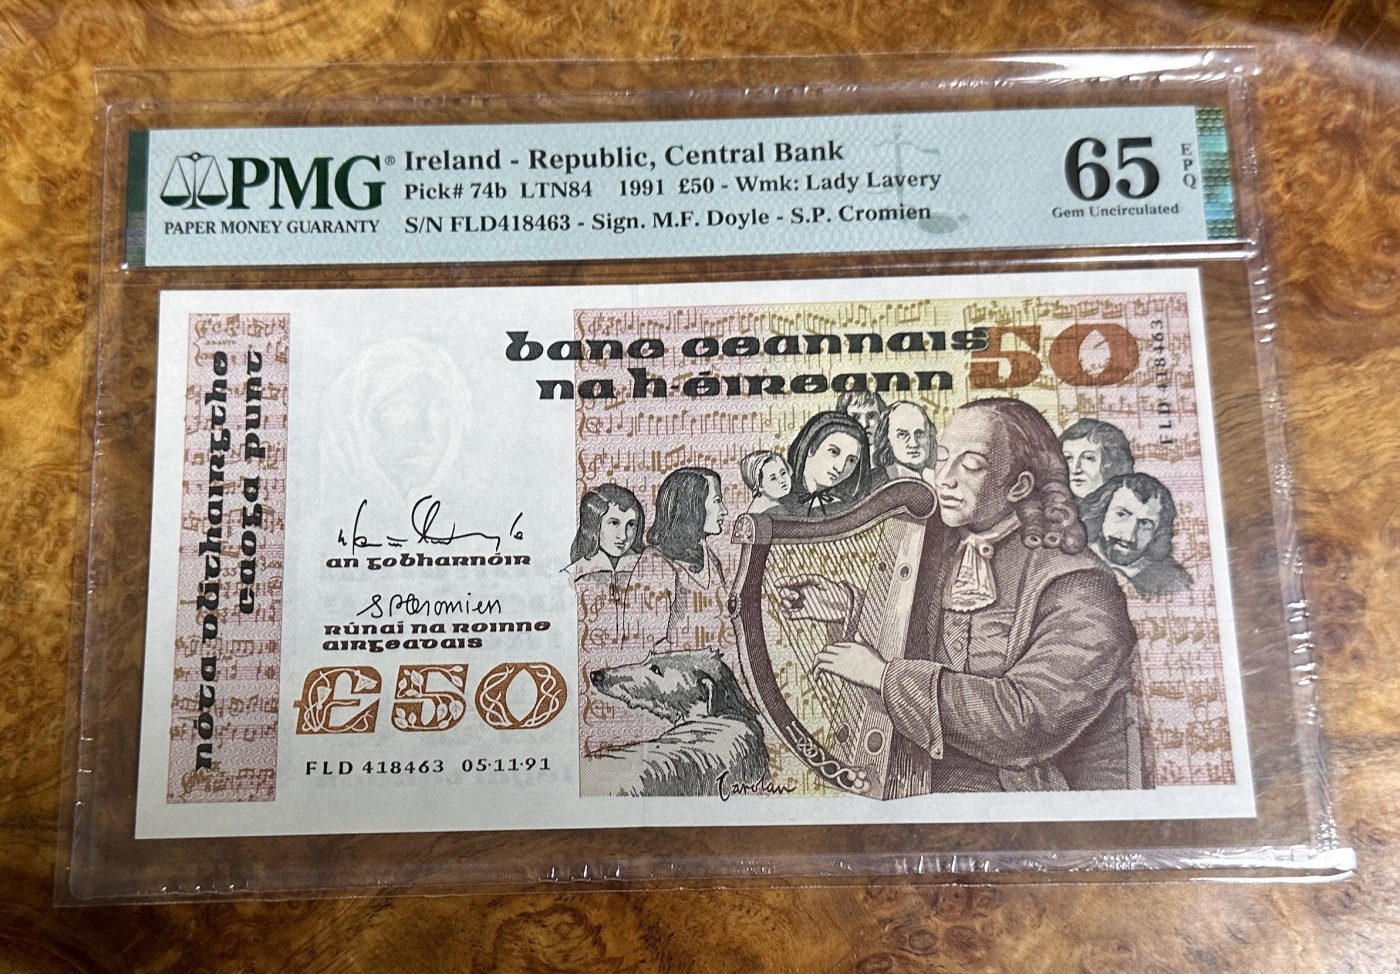 PMG®
PAPER MONEY GUARANTY
Ireland - Republic, Central Bank
Pick# 74b LTN84 1991 £50 - Wmk: Lady Lavery
S/N FLD418463 - Sign. M.F. Doyle - S.P. Cromien
65
EPQ
Gem Uncirculated
banc ceannais
na h-éireann
50
FLD 418463
nóta dlíthairgthe
caoga punt
an gobharnóir
S P Cromien
rúnaí na roinne
airgeadais
£50
FLD 418463 05·11·91
Carolan